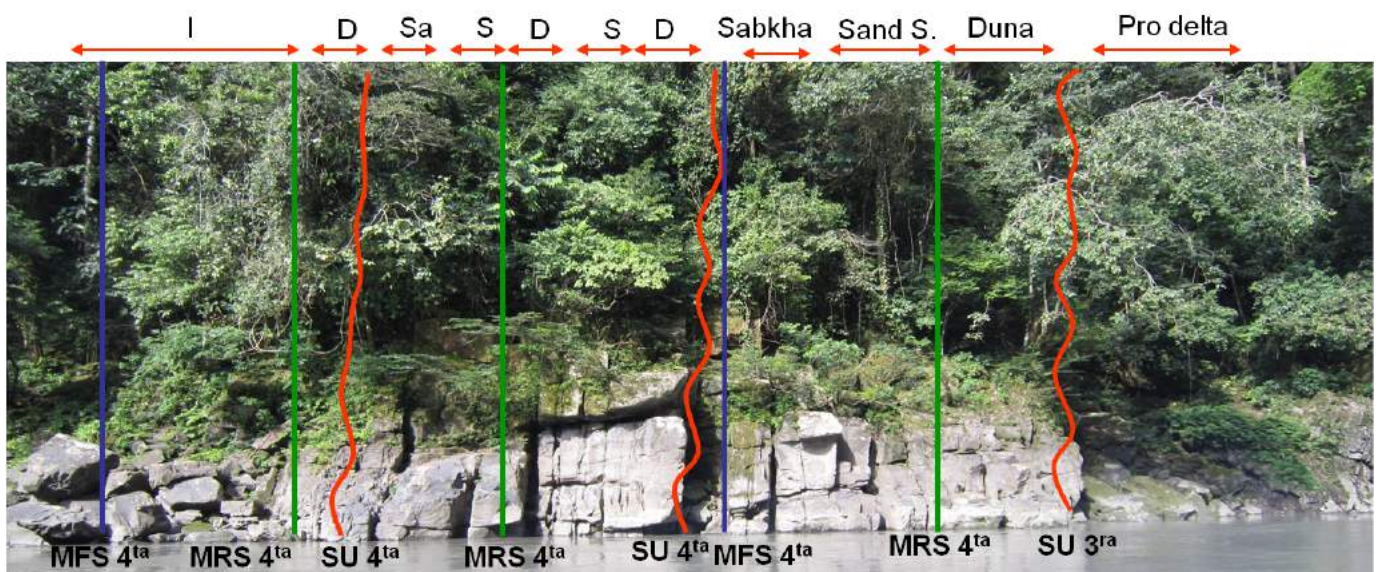 I D Sa S D S D Sabkha Sand S. Duna Pro delta
MFS 4ta MRS 4ta SU 4ta MRS 4ta SU 4ta MFS 4ta MRS 4ta SU 3ra